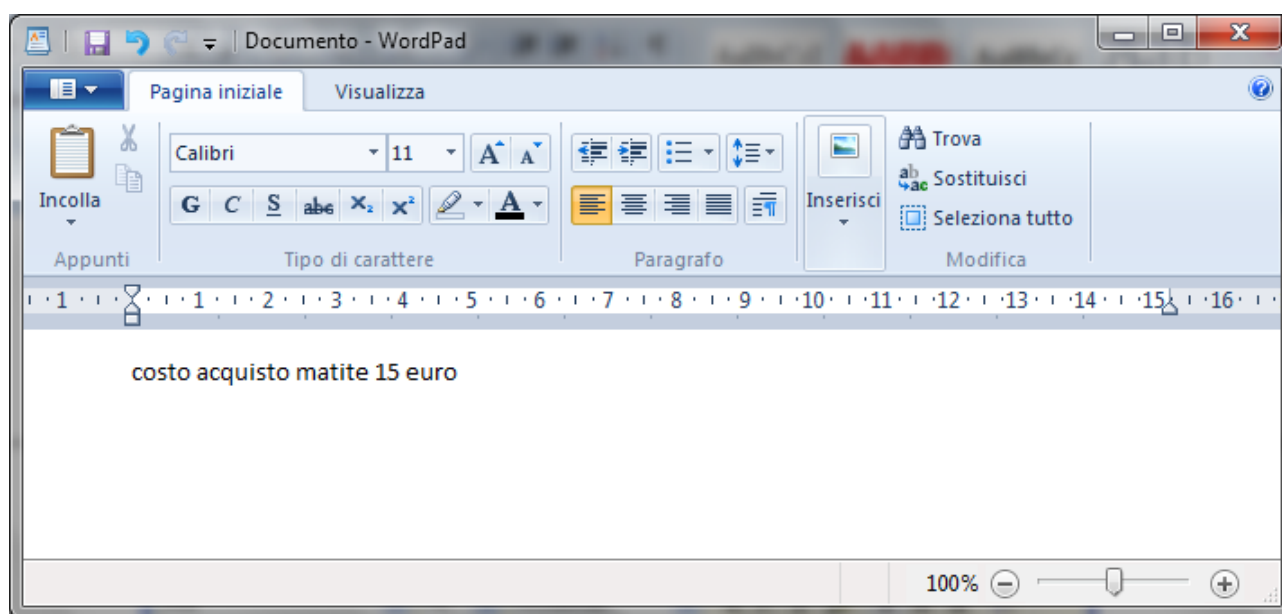 Documento - WordPad
Pagina iniziale Visualizza
Incolla
Appunti
Calibri 11 A A
G C S abc X₂ X² A
Tipo di carattere
Paragrafo
Inserisci
Trova
Sostituisci
Seleziona tutto
Modifica
1 1 2 3 4 5 6 7 8 9 10 11 12 13 14 15 16
costo acquisto matite 15 euro
100%